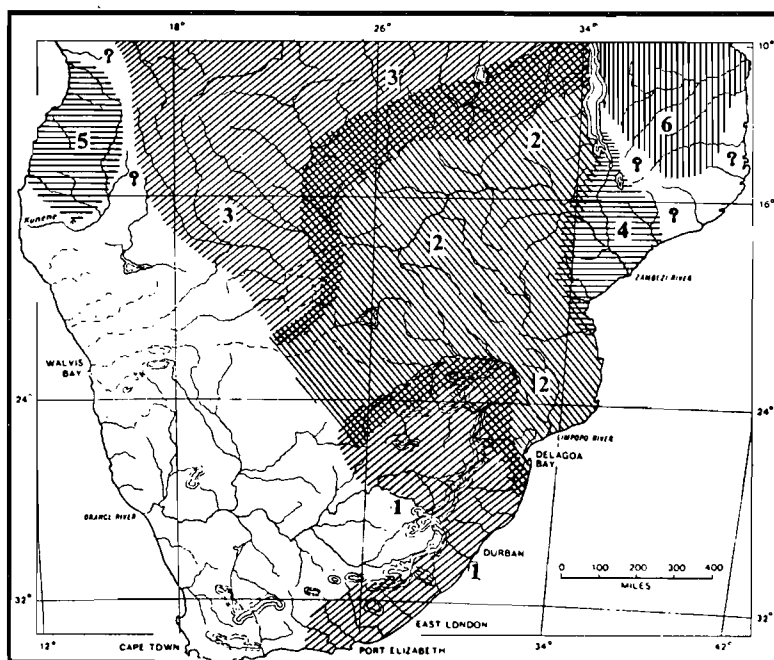 18° 26° 34°
10° 
?
3
6
2
5
? ?
?
16°
3
4
?
Kunene
2
ZAMBEZI RIVER
WALVIS
BAY
2
24° 24°
LIMPOPO RIVER
DELAGOA
BAY
1
ORANGE RIVER
DURBAN
1
0 100 200 300 400
MILES
32° 32°
EAST LONDON
12° CAPE TOWN PORT ELIZABETH 34° 42°